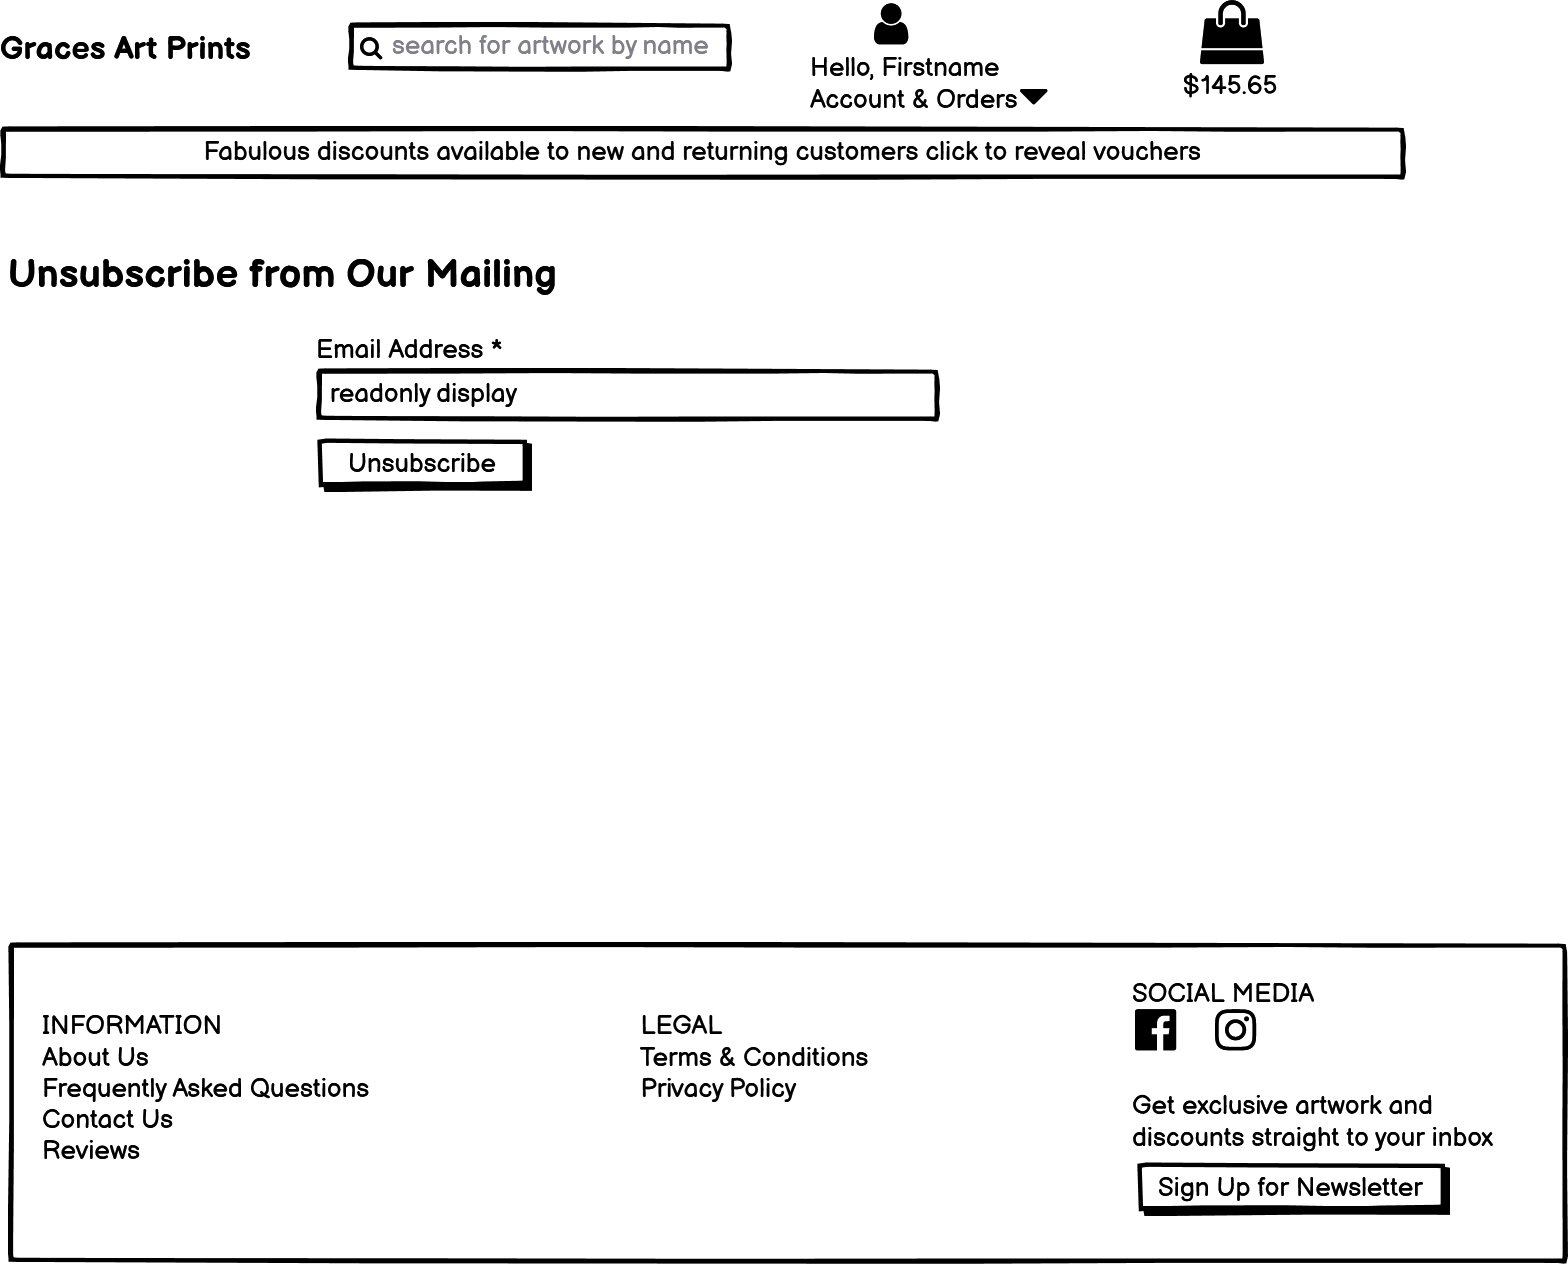 Graces Art Prints
search for artwork by name
Hello, Firstname
Account & Orders
$145.65
Fabulous discounts available to new and returning customers click to reveal vouchers
Unsubscribe from Our Mailing
Email Address *
readonly display
Unsubscribe
INFORMATION
About Us
Frequently Asked Questions
Contact Us
Reviews
LEGAL
Terms & Conditions
Privacy Policy
SOCIAL MEDIA
Get exclusive artwork and
discounts straight to your inbox
Sign Up for Newsletter